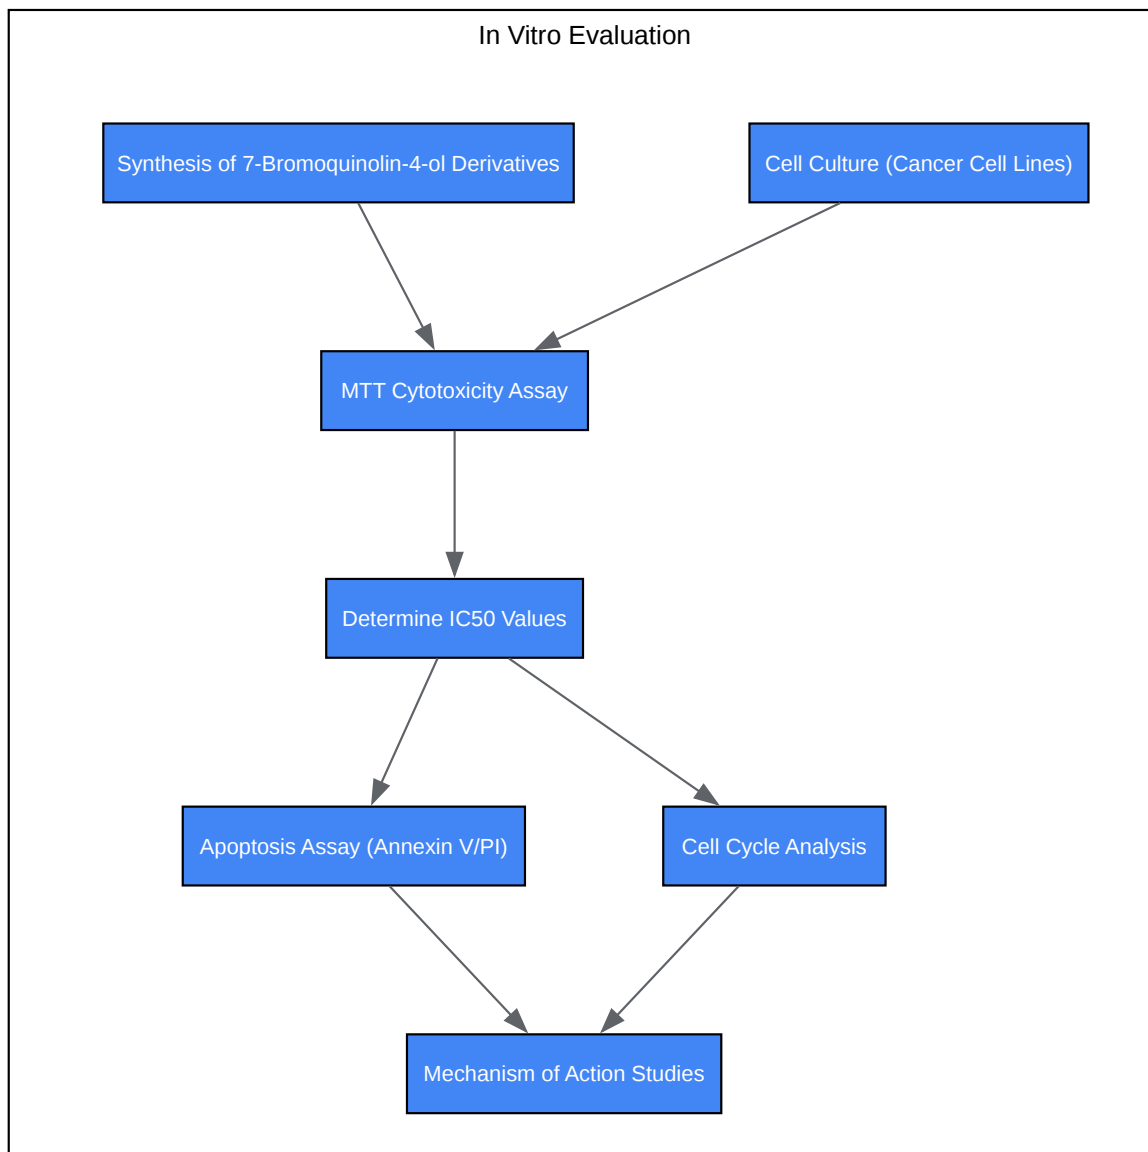 In Vitro Evaluation
Synthesis of 7-Bromoquinolin-4-ol Derivatives
Cell Culture (Cancer Cell Lines)
MTT Cytotoxicity Assay
Determine IC50 Values
Apoptosis Assay (Annexin V/PI)
Cell Cycle Analysis
Mechanism of Action Studies